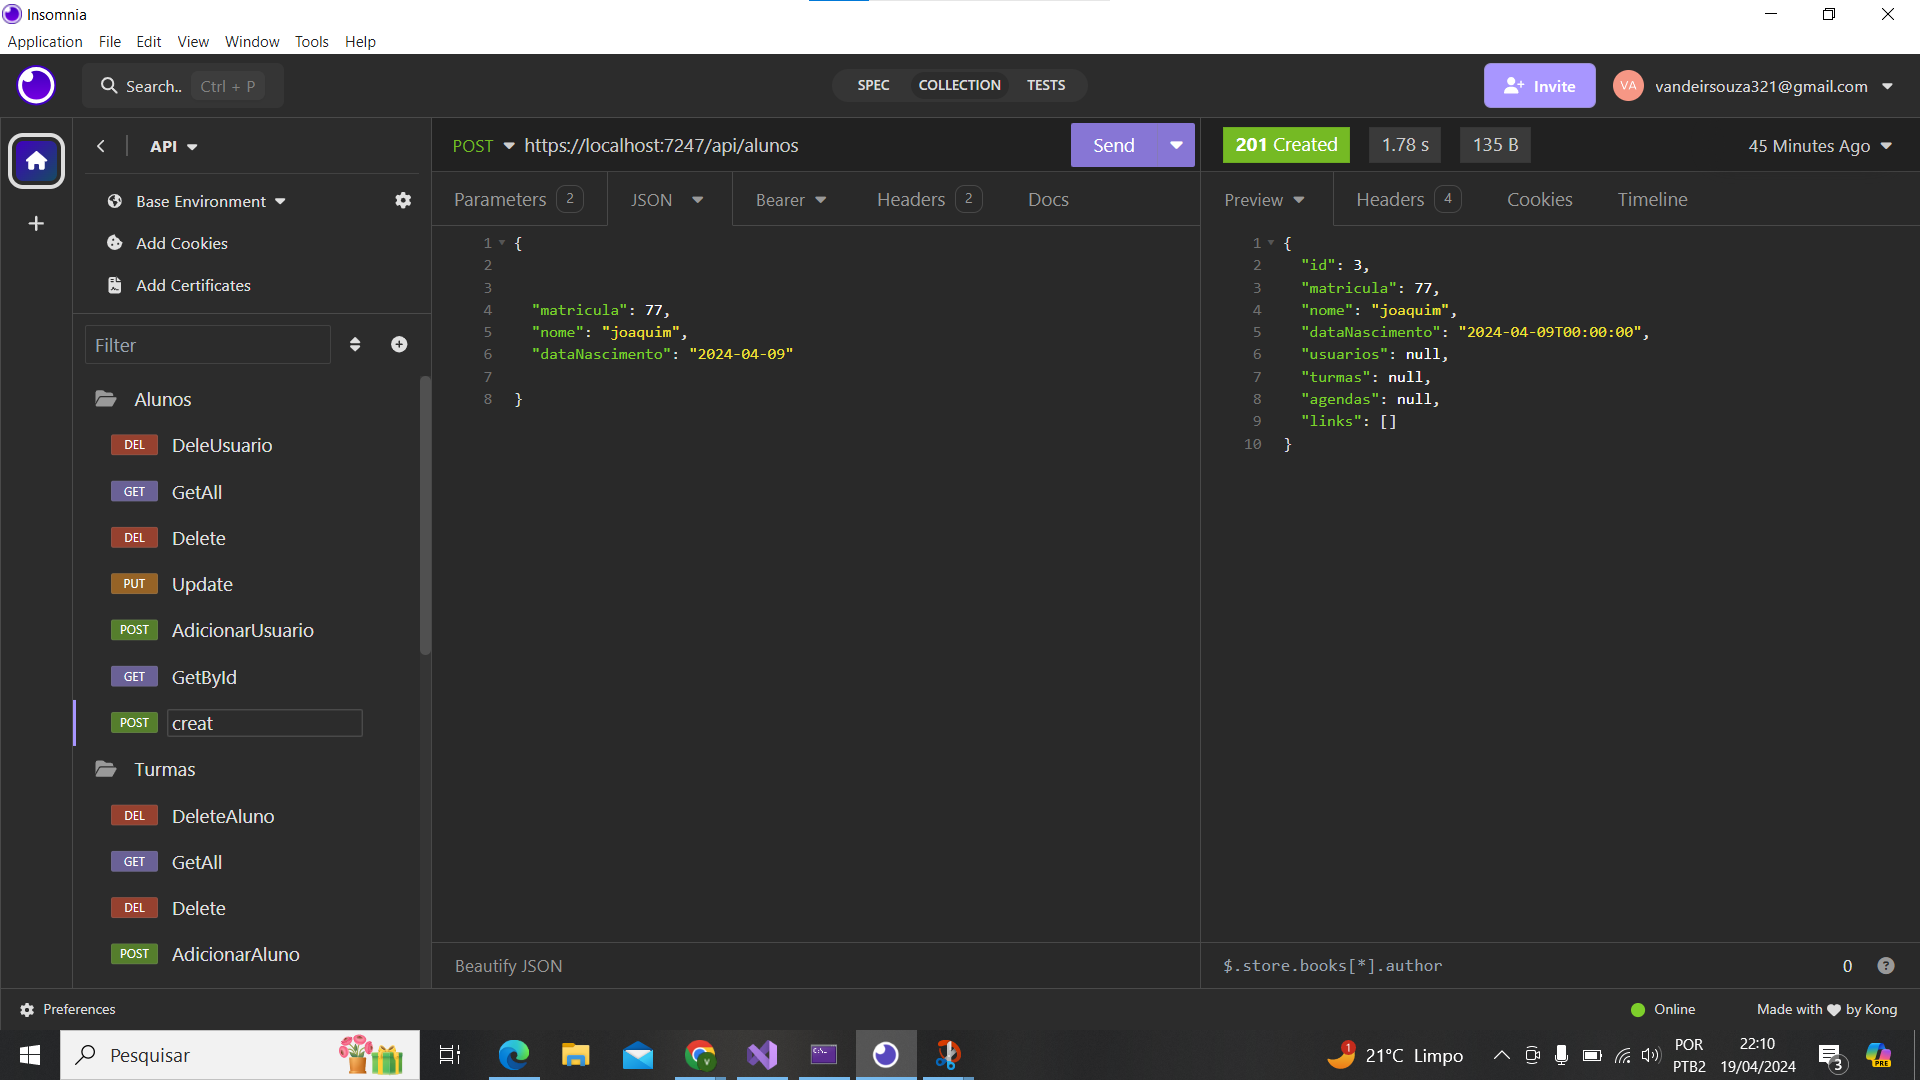 Insomnia
Application File Edit View Window Tools Help
Search.. Ctrl + P
SPEC COLLECTION TESTS
Invite
VA vandeirsouza321@gmail.com
API
Base Environment
Add Cookies
Add Certificates
Filter
Alunos
DEL DeleUsuario
GET GetAll
DEL Delete
PUT Update
POST AdicionarUsuario
GET GetById
POST creat
Turmas
DEL DeleteAluno
GET GetAll
DEL Delete
POST AdicionarAluno
POST https://localhost:7247/api/alunos Send
Parameters 2 JSON Bearer Headers 2 Docs
1 {
2
3
4 "matricula": 77,
5 "nome": "joaquim",
6 "dataNascimento": "2024-04-09"
7
8 }
Beautify JSON
201 Created 1.78 s 135 B 45 Minutes Ago
Preview Headers 4 Cookies Timeline
1 {
2 "id": 3,
3 "matricula": 77,
4 "nome": "joaquim",
5 "dataNascimento": "2024-04-09T00:00:00",
6 "usuarios": null,
7 "turmas": null,
8 "agendas": null,
9 "links": []
10 }
$.store.books[*].author 0 ?
Preferences
Online Made with by Kong
Pesquisar
1 21°C Limpo
POR
PTB2
22:10
19/04/2024
3
PRE